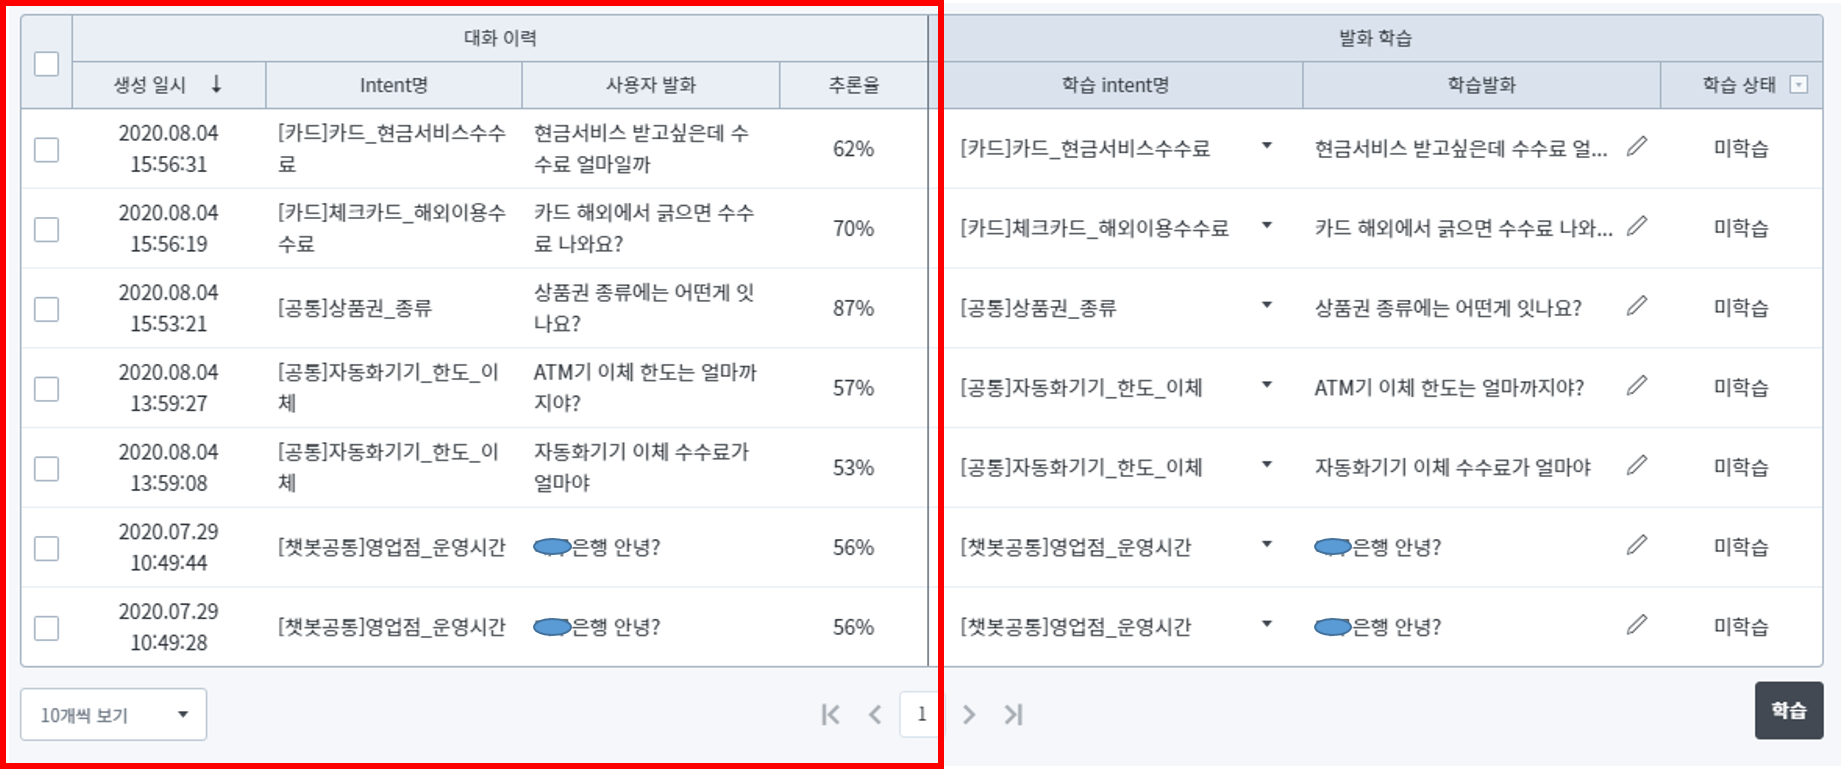 대화 이력
발화 학습
생성 일시 ↓
Intent명
사용자 발화
추론율
학습 intent명
학습발화
학습 상태
2020.08.04
15:56:31
[카드]카드_현금서비스수수
료
현금서비스 받고싶은데 수
수료 얼마일까
62%
[카드]카드_현금서비스수수료
현금서비스 받고싶은데 수수료 얼...
미학습
2020.08.04
15:56:19
[카드]체크카드_해외이용수
수료
카드 해외에서 긁으면 수수
료 나와요?
70%
[카드]체크카드_해외이용수수료
카드 해외에서 긁으면 수수료 나와...
미학습
2020.08.04
15:53:21
[공통]상품권_종류
상품권 종류에는 어떤게 잇
나요?
87%
[공통]상품권_종류
상품권 종류에는 어떤게 잇나요?
미학습
2020.08.04
13:59:27
[공통]자동화기기_한도_이
체
ATM기 이체 한도는 얼마까
지야?
57%
[공통]자동화기기_한도_이체
ATM기 이체 한도는 얼마까지야?
미학습
2020.08.04
13:59:08
[공통]자동화기기_한도_이
체
자동화기기 이체 수수료가
얼마야
53%
[공통]자동화기기_한도_이체
자동화기기 이체 수수료가 얼마야
미학습
2020.07.29
10:49:44
[챗봇공통]영업점_운영시간
은행 안녕?
56%
[챗봇공통]영업점_운영시간
은행 안녕?
미학습
2020.07.29
10:49:28
[챗봇공통]영업점_운영시간
은행 안녕?
56%
[챗봇공통]영업점_운영시간
은행 안녕?
미학습
10개씩 보기
1
학습